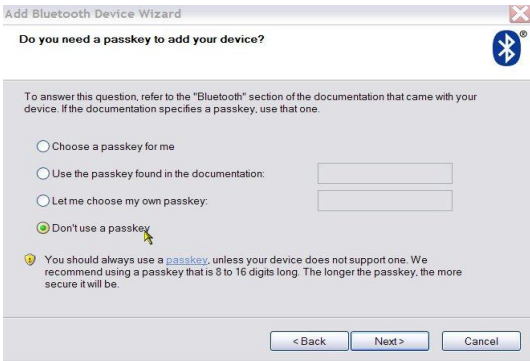 Add Bluetooth Device Wizard
Do you need a passkey to add your device?
®
To answer this question, refer to the "Bluetooth" section of the documentation that came with your
device. If the documentation specifies a passkey, use that one.
Choose a passkey for me
Use the passkey found in the documentation:
Let me choose my own passkey:
Don't use a passkey
You should always use a passkey, unless your device does not support one. We
recommend using a passkey that is 8 to 16 digits long. The longer the passkey, the more
secure it will be.
< Back
Next >
Cancel